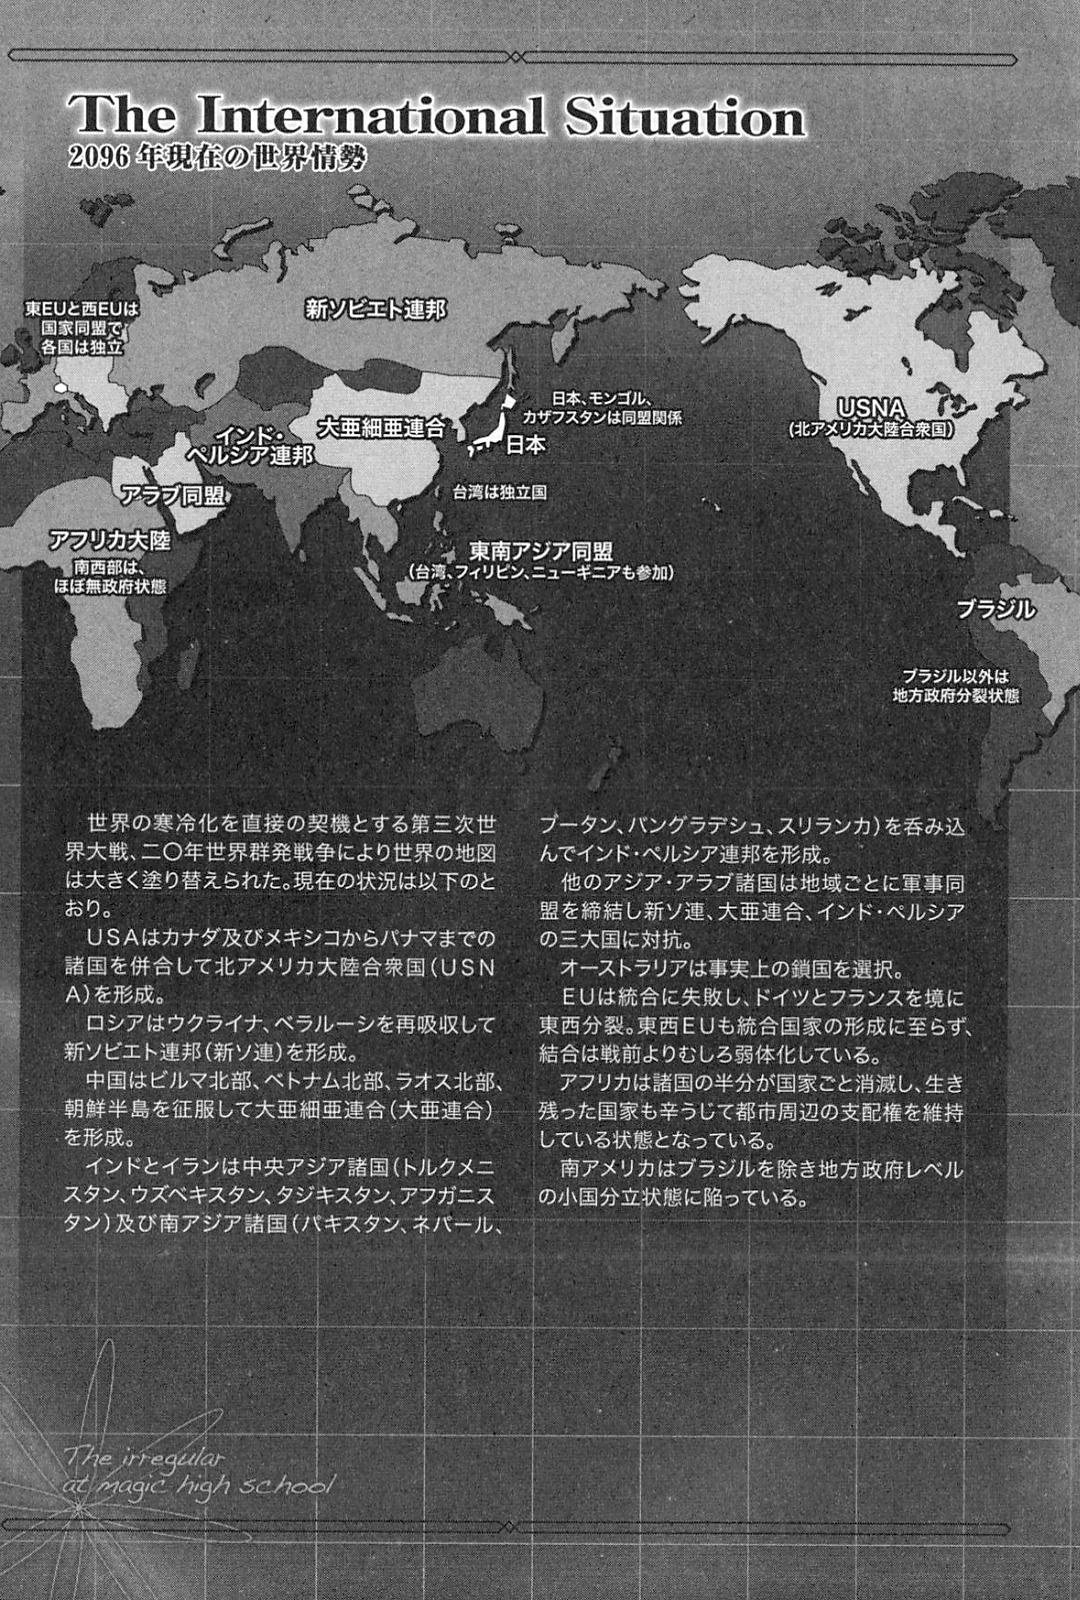 The International Situation
2096年現在の世界情勢
東EUと西EUは
国家同盟で
各国は独立
新ソビエト連邦
日本、モンゴル、
カザフスタンは同盟関係
大亜細亜連合
日本
USNA
(北アメリカ大陸合衆国)
インド・
ペルシア連邦
アラブ同盟
台湾は独立国
アフリカ大陸
南西部は、
ほぼ無政府状態
東南アジア同盟
(台湾、フィリピン、ニューギニアも参加)
ブラジル
ブラジル以外は
地方政府分裂状態
世界の寒冷化を直接の契機とする第三次世
界大戦、二〇年世界群発戦争により世界の地図
は大きく塗り替えられた。現在の状況は以下のと
おり。
USAはカナダ及びメキシコからパナマまでの
諸国を併合して北アメリカ大陸合衆国(USN
A)を形成。
ロシアはウクライナ、ベラルーシを再吸収して
新ソビエト連邦(新ソ連)を形成。
中国はビルマ北部、ベトナム北部、ラオス北部、
朝鮮半島を征服して大亜細亜連合(大亜連合)
を形成。
インドとイランは中央アジア諸国(トルクメニ
スタン、ウズベキスタン、タジキスタン、アフガニス
タン)及び南アジア諸国(パキスタン、ネパール、
ブータン、バングラデシュ、スリランカ)を呑み込
んでインド・ペルシア連邦を形成。
他のアジア・アラブ諸国は地域ごとに軍事同
盟を締結し新ソ連、大亜連合、インド・ペルシア
の三大国に対抗。
オーストラリアは事実上の鎖国を選択。
EUは統合に失敗し、ドイツとフランスを境に
東西分裂。東西EUも統合国家の形成に至らず、
結合は戦前よりむしろ弱体化している。
アフリカは諸国の半分が国家ごと消滅し、生き
残った国家も辛うじて都市周辺の支配権を維持
している状態となっている。
南アメリカはブラジルを除き地方政府レベル
の小国分立状態に陥っている。
The irregular
at magic high school